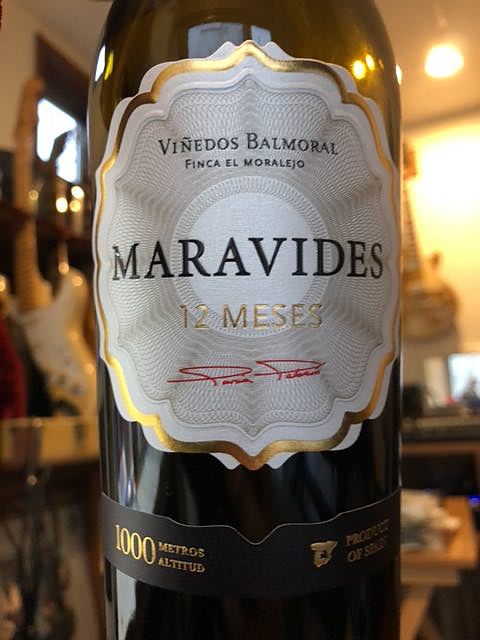 VIÑEDOS BALMORAL
FINCA EL MORALEJO
MARAVIDES
12 MESES
1000 METROS
ALTITUD
PRODUCT
OF SPAIN